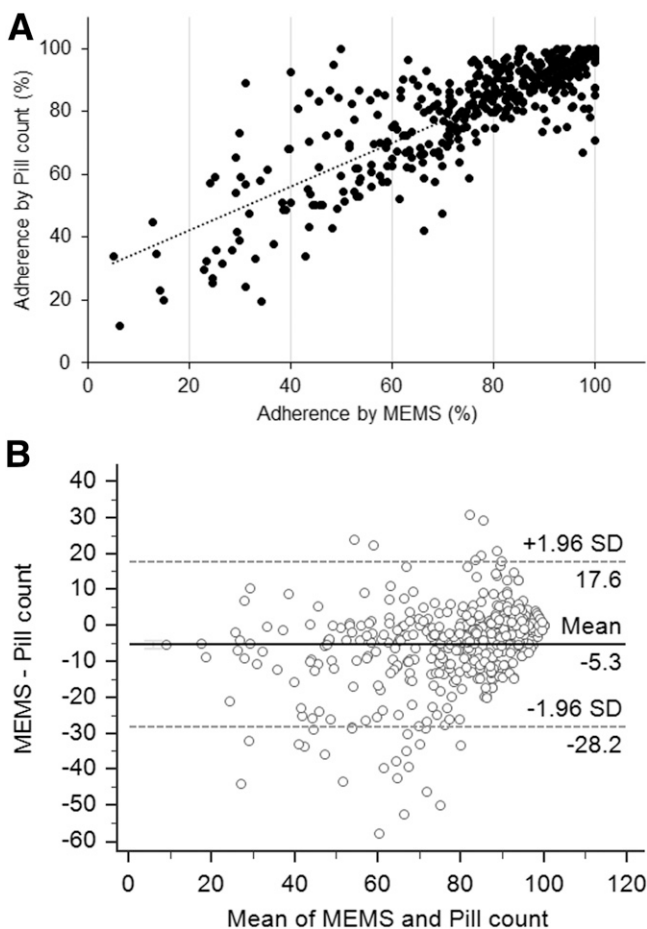 A
Adherence by Pill count (%)
100
80
60
40
20
0
0 20 40 60 80 100
Adherence by MEMS (%)
B
MEMS - Pill count
40
30
20
10
0
-10
-20
-30
-40
-50
-60
+1.96 SD
17.6
Mean
-5.3
-1.96 SD
-28.2
0 20 40 60 80 100 120
Mean of MEMS and Pill count